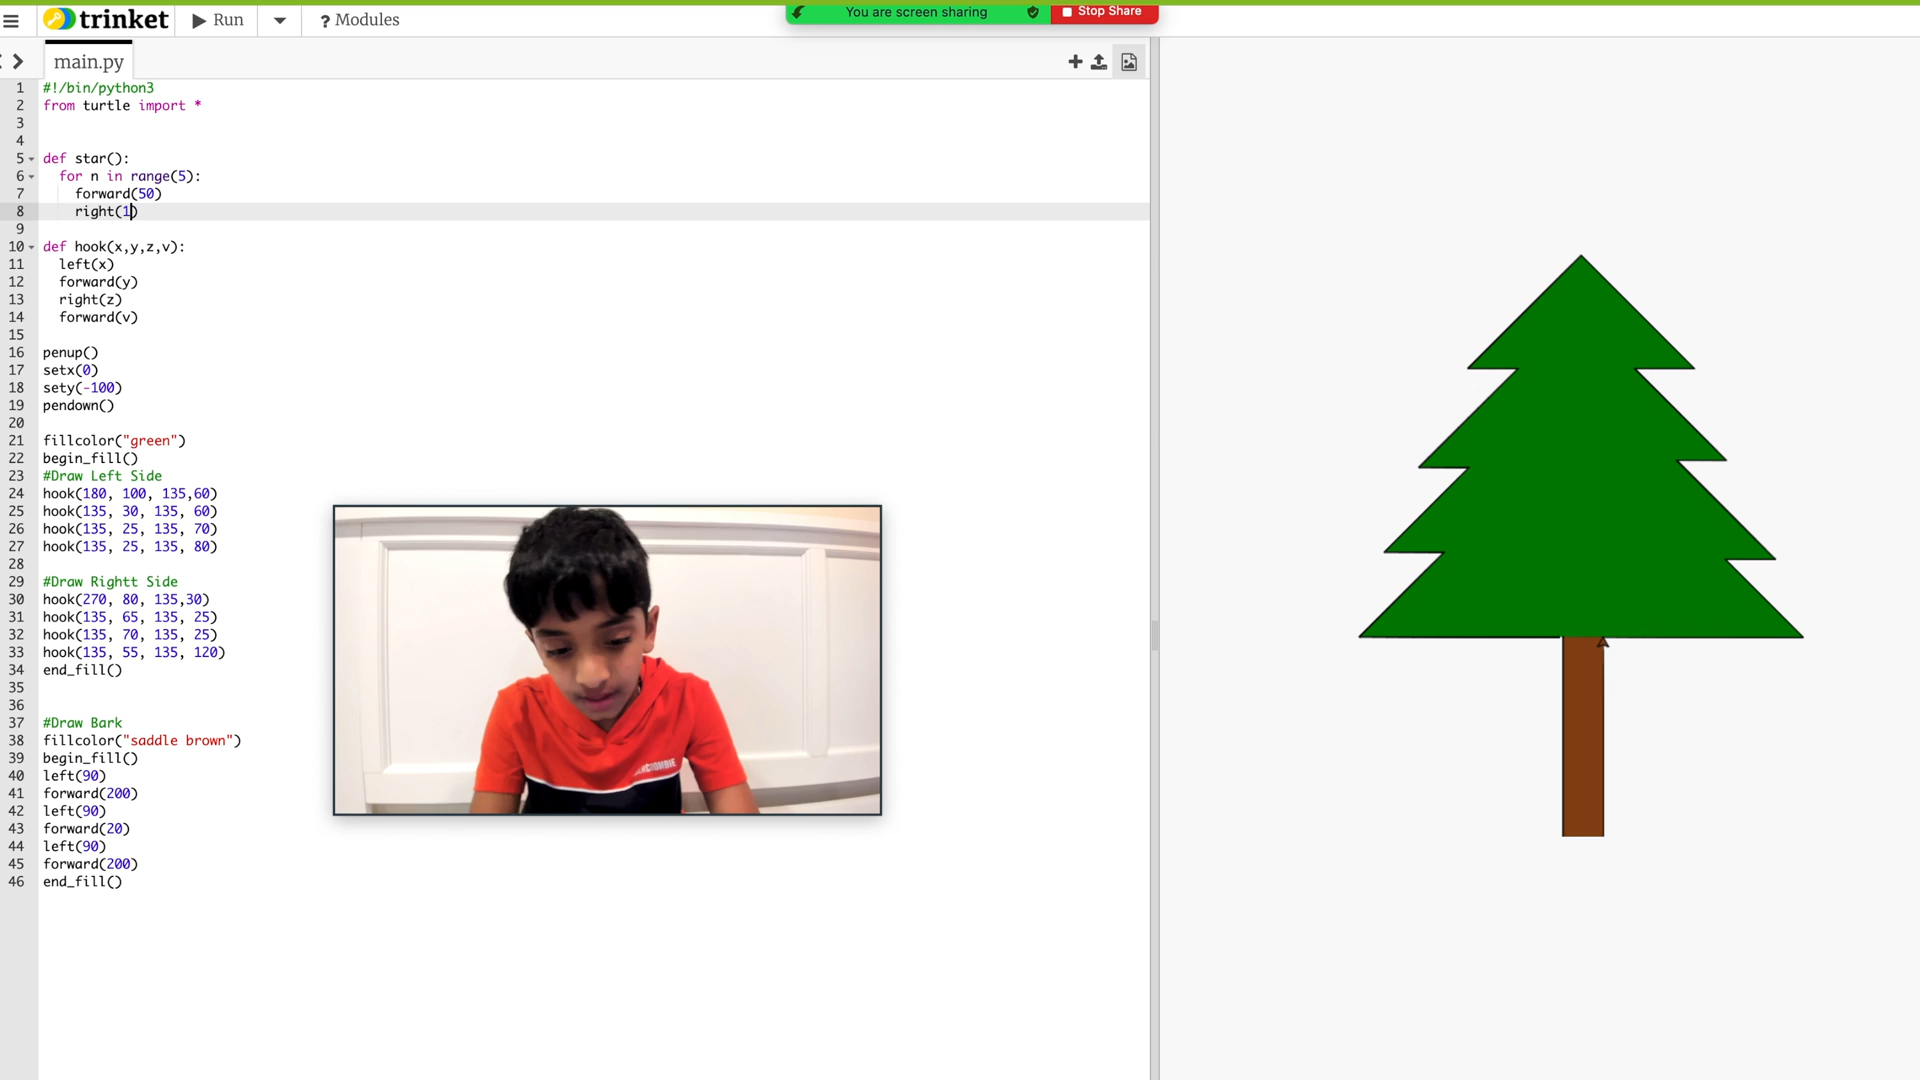 trinket Run ? Modules
You are screen sharing Stop Share
main.py
1 #!/bin/python3
2 from turtle import *
3
4
5 def star():
6 for n in range(5):
7 forward(50)
8 right(1)
9
10 def hook(x,y,z,v):
11 left(x)
12 forward(y)
13 right(z)
14 forward(v)
15
16 penup()
17 setx(0)
18 sety(-100)
19 pendown()
20
21 fillcolor("green")
22 begin_fill()
23 #Draw Left Side
24 hook(180, 100, 135,60)
25 hook(135, 30, 135, 60)
26 hook(135, 25, 135, 70)
27 hook(135, 25, 135, 80)
28
29 #Draw Rightt Side
30 hook(270, 80, 135,30)
31 hook(135, 65, 135, 25)
32 hook(135, 70, 135, 25)
33 hook(135, 55, 135, 120)
34 end_fill()
35
36
37 #Draw Bark
38 fillcolor("saddle brown")
39 begin_fill()
40 left(90)
41 forward(200)
42 left(90)
43 forward(20)
44 left(90)
45 forward(200)
46 end_fill()